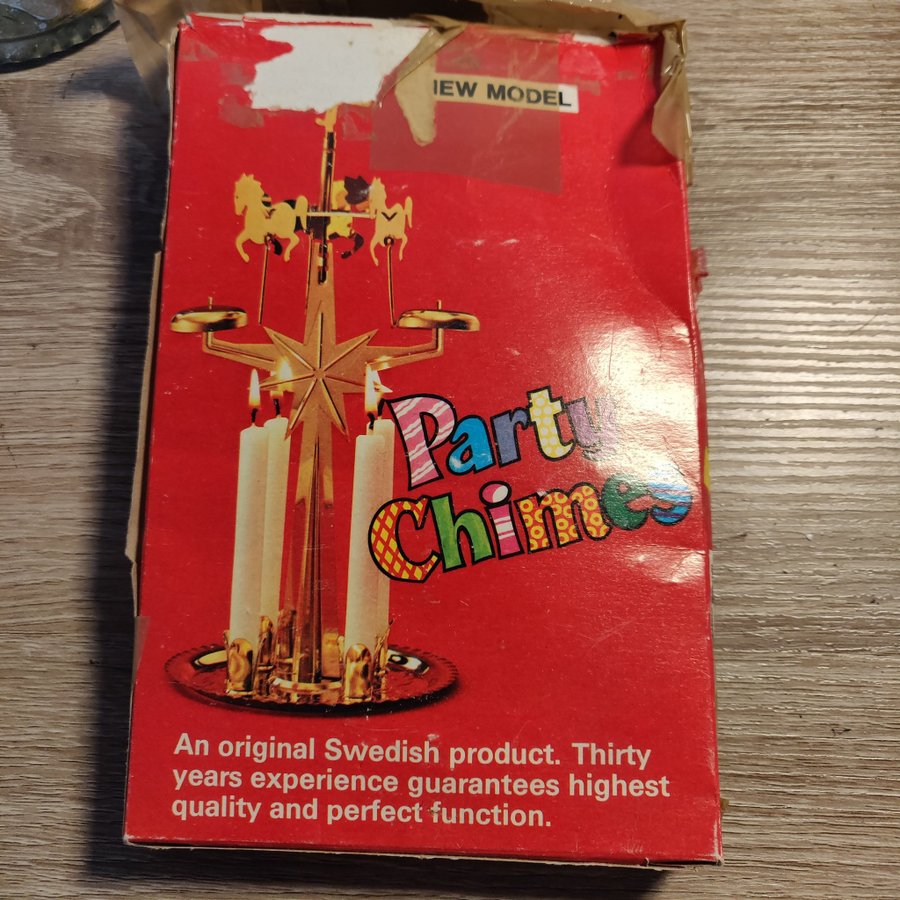 NEW MODEL
Party
Chimes
An original Swedish product. Thirty
years experience guarantees highest
quality and perfect function.